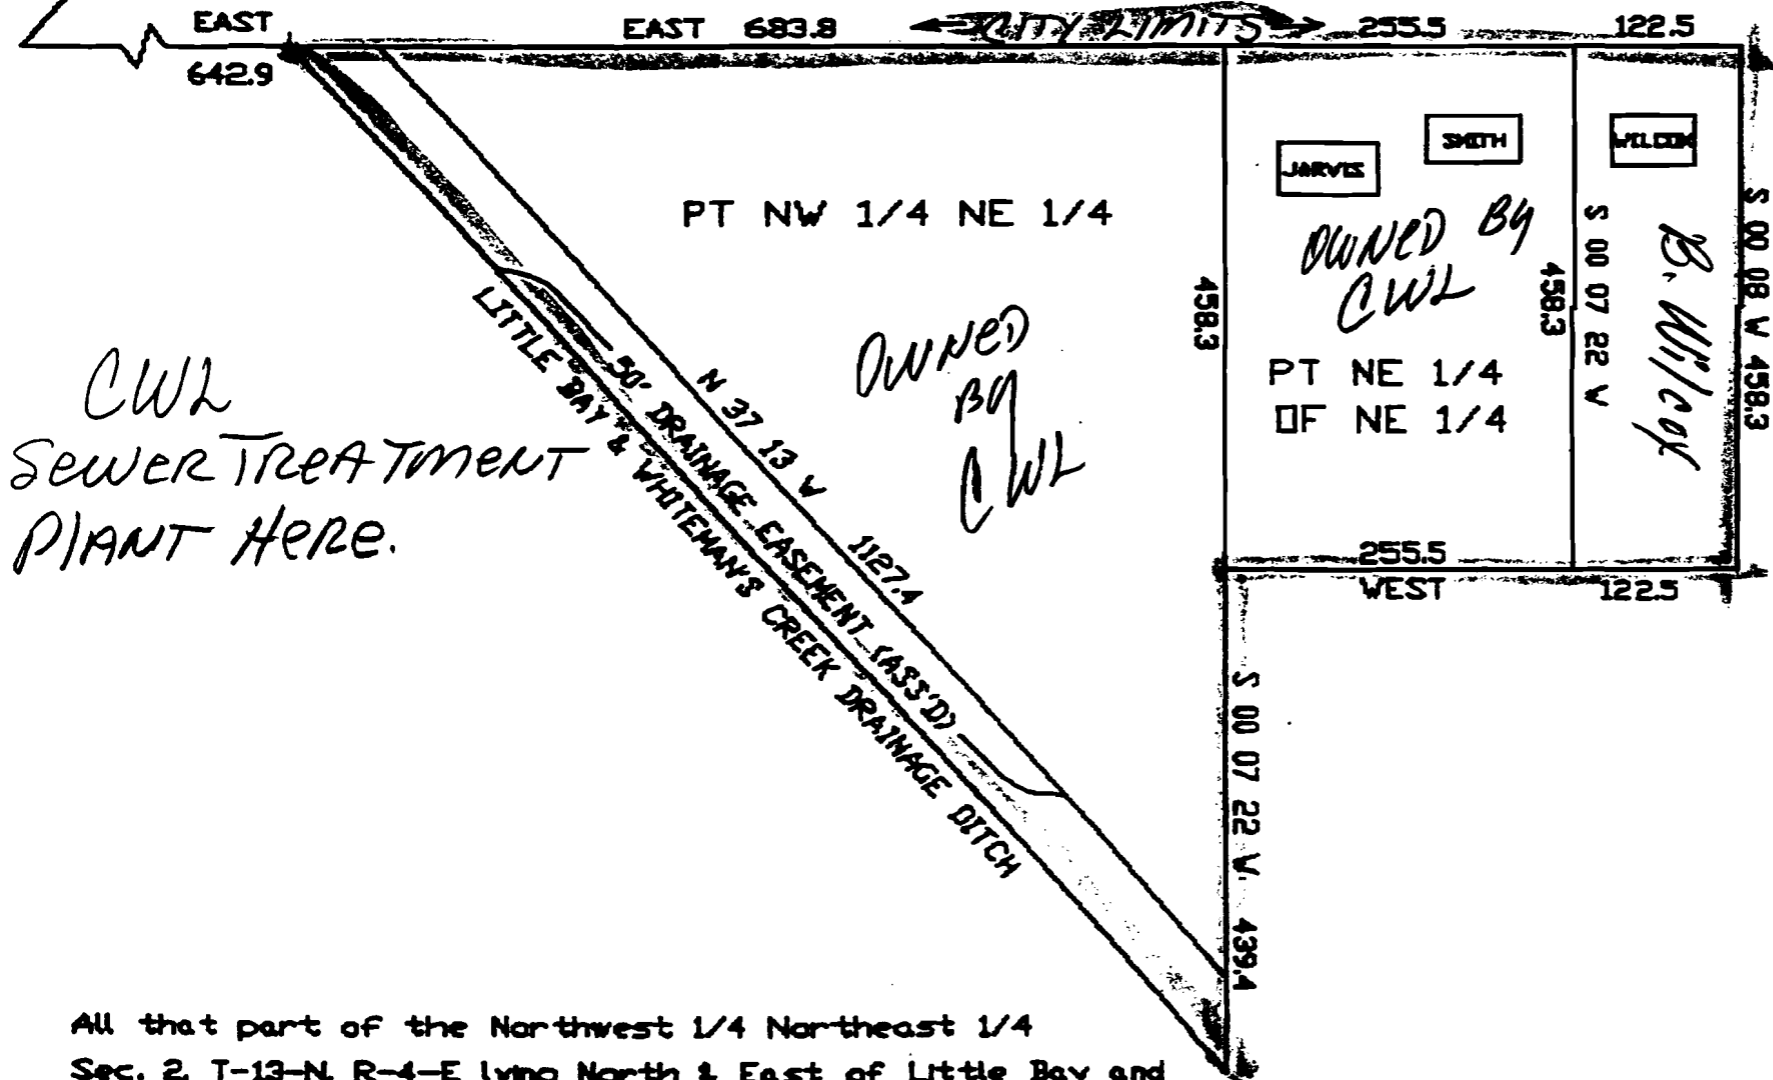 EAST
642.9
EAST 683.8
CITY LIMITS
255.5
122.5
JARVIS
SMITH
WILCOX
PT NW 1/4 NE 1/4
OWNED BY
CWL
458.3
458.3
S 00 07 22 W
B. Wilcox
S 00 08 W 458.3
OWNED
BY
CWL
PT NE 1/4
OF NE 1/4
CWL
SEWER TREATMENT
PLANT HERE.
N 37 13 W 1127.4
50' DRAINAGE EASEMENT (ASS'D)
LITTLE BAY & WHITEMAN'S CREEK DRAINAGE DITCH
255.5
WEST
122.5
S 00 07 22 W. 439.4
All that part of the Northwest 1/4 Northeast 1/4
Sec. 2, T-13-N, R-4-E lying North & East of Little Bay and